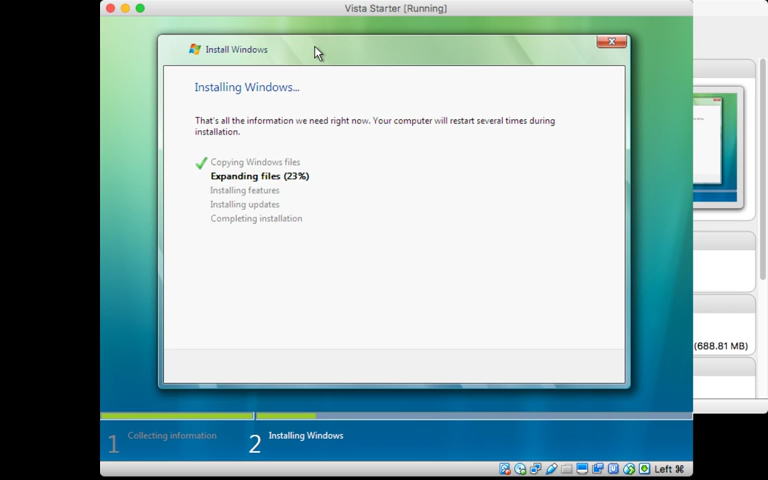 Vista Starter [Running]
Install Windows
Installing Windows...
That's all the information we need right now. Your computer will restart several times during
installation.
Copying Windows files
Expanding files (23%)
Installing features
Installing updates
Completing installation
(688.81 MB)
1 Collecting information
2 Installing Windows
Left ⌘